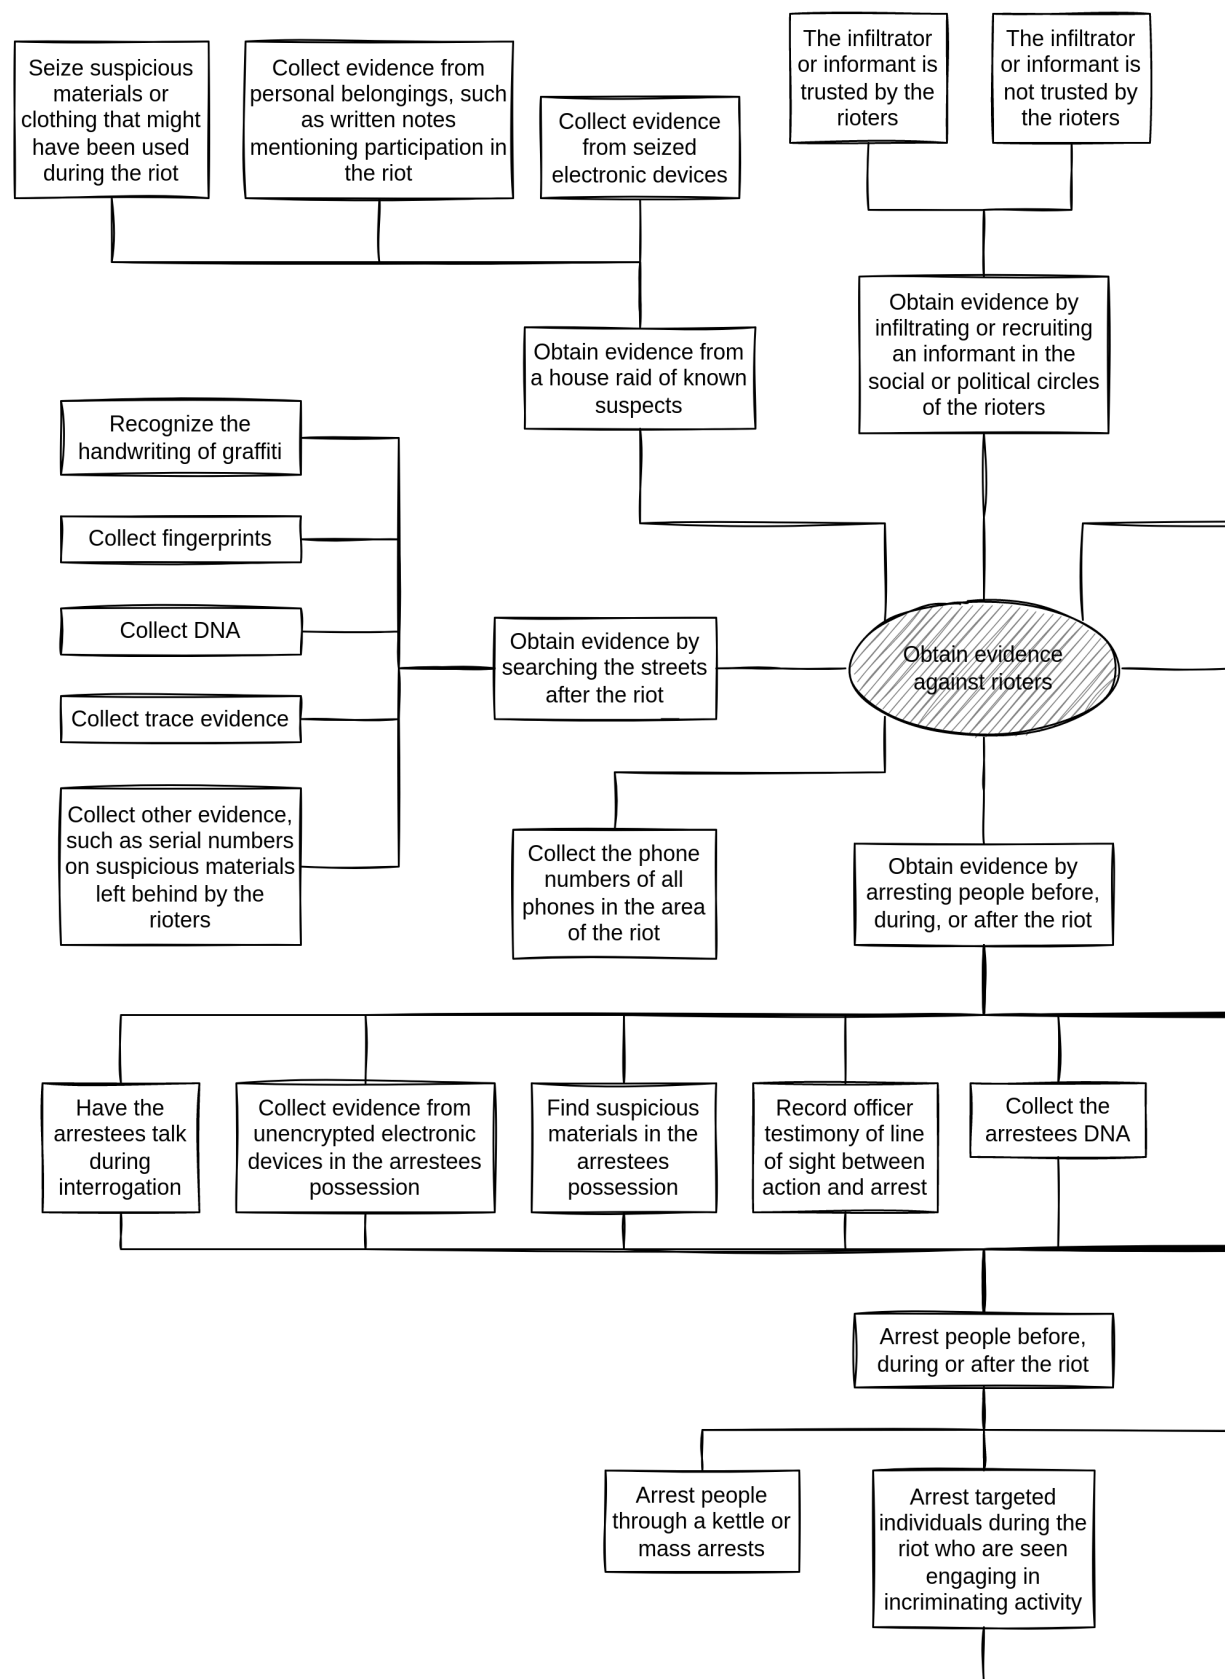 Seize suspicious
materials or
clothing that might
have been used
during the riot
Collect evidence from
personal belongings, such
as written notes
mentioning participation in
the riot
Collect evidence
from seized
electronic devices
The infiltrator
or informant is
trusted by the
rioters
The infiltrator
or informant is
not trusted by
the rioters
Obtain evidence from
a house raid of known
suspects
Obtain evidence by
infiltrating or recruiting
an informant in the
social or political circles
of the rioters
Recognize the
handwriting of graffiti
Collect fingerprints
Collect DNA
Collect trace evidence
Collect other evidence,
such as serial numbers
on suspicious materials
left behind by the
rioters
Obtain evidence by
searching the streets
after the riot
Obtain evidence
against rioters
Collect the phone
numbers of all
phones in the area
of the riot
Obtain evidence by
arresting people before,
during, or after the riot
Have the
arrestees talk
during
interrogation
Collect evidence from
unencrypted electronic
devices in the arrestees
possession
Find suspicious
materials in the
arrestees
possession
Record officer
testimony of line
of sight between
action and arrest
Collect the
arrestees DNA
Arrest people before,
during or after the riot
Arrest people
through a kettle or
mass arrests
Arrest targeted
individuals during the
riot who are seen
engaging in
incriminating activity